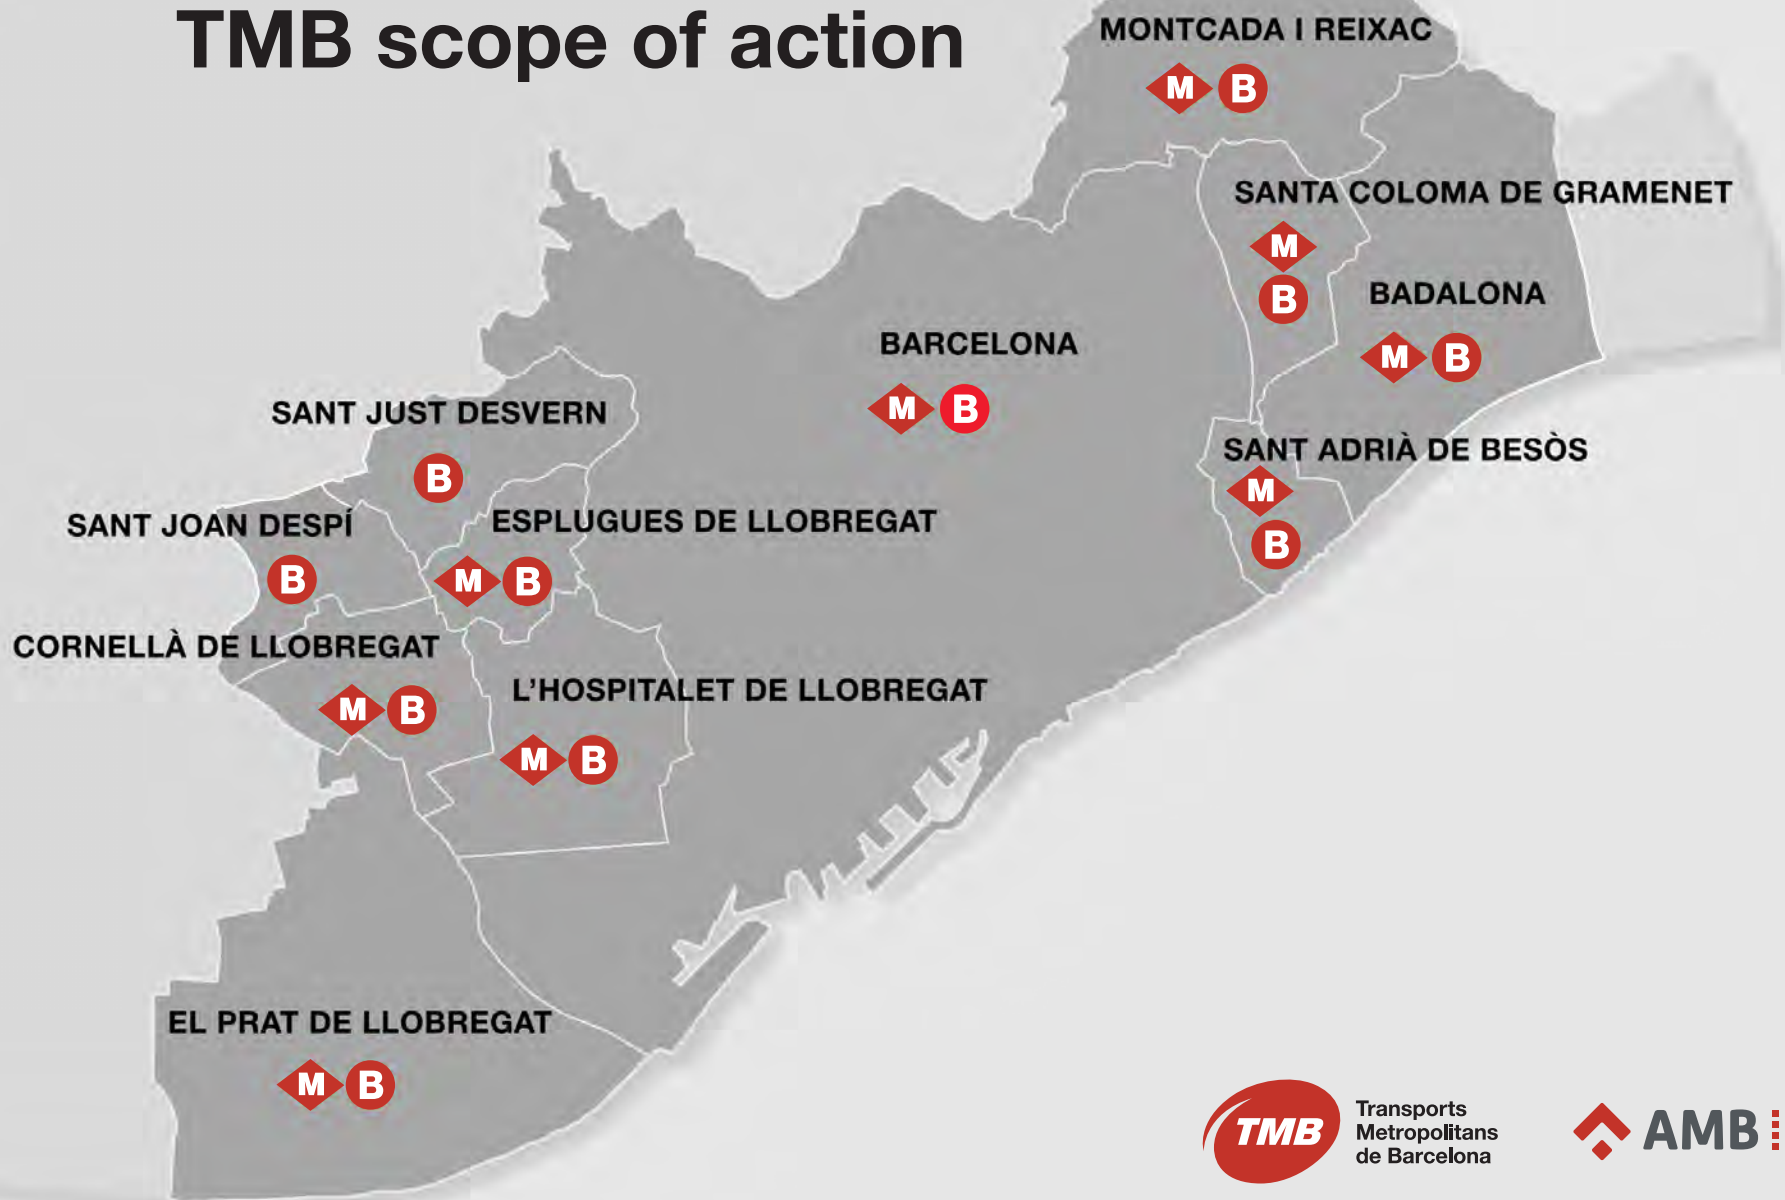 TMB scope of action
MONTCADA I REIXAC
M B
SANTA COLOMA DE GRAMENET
M
B
BADALONA
M B
BARCELONA
M B
SANT JUST DESVERN
B
SANT ADRIÀ DE BESÒS
M
B
SANT JOAN DESPÍ
B
ESPLUGUES DE LLOBREGAT
M B
CORNELLÀ DE LLOBREGAT
M B
L'HOSPITALET DE LLOBREGAT
M B
EL PRAT DE LLOBREGAT
M B
TMB
Transports
Metropolitans
de Barcelona
AMB